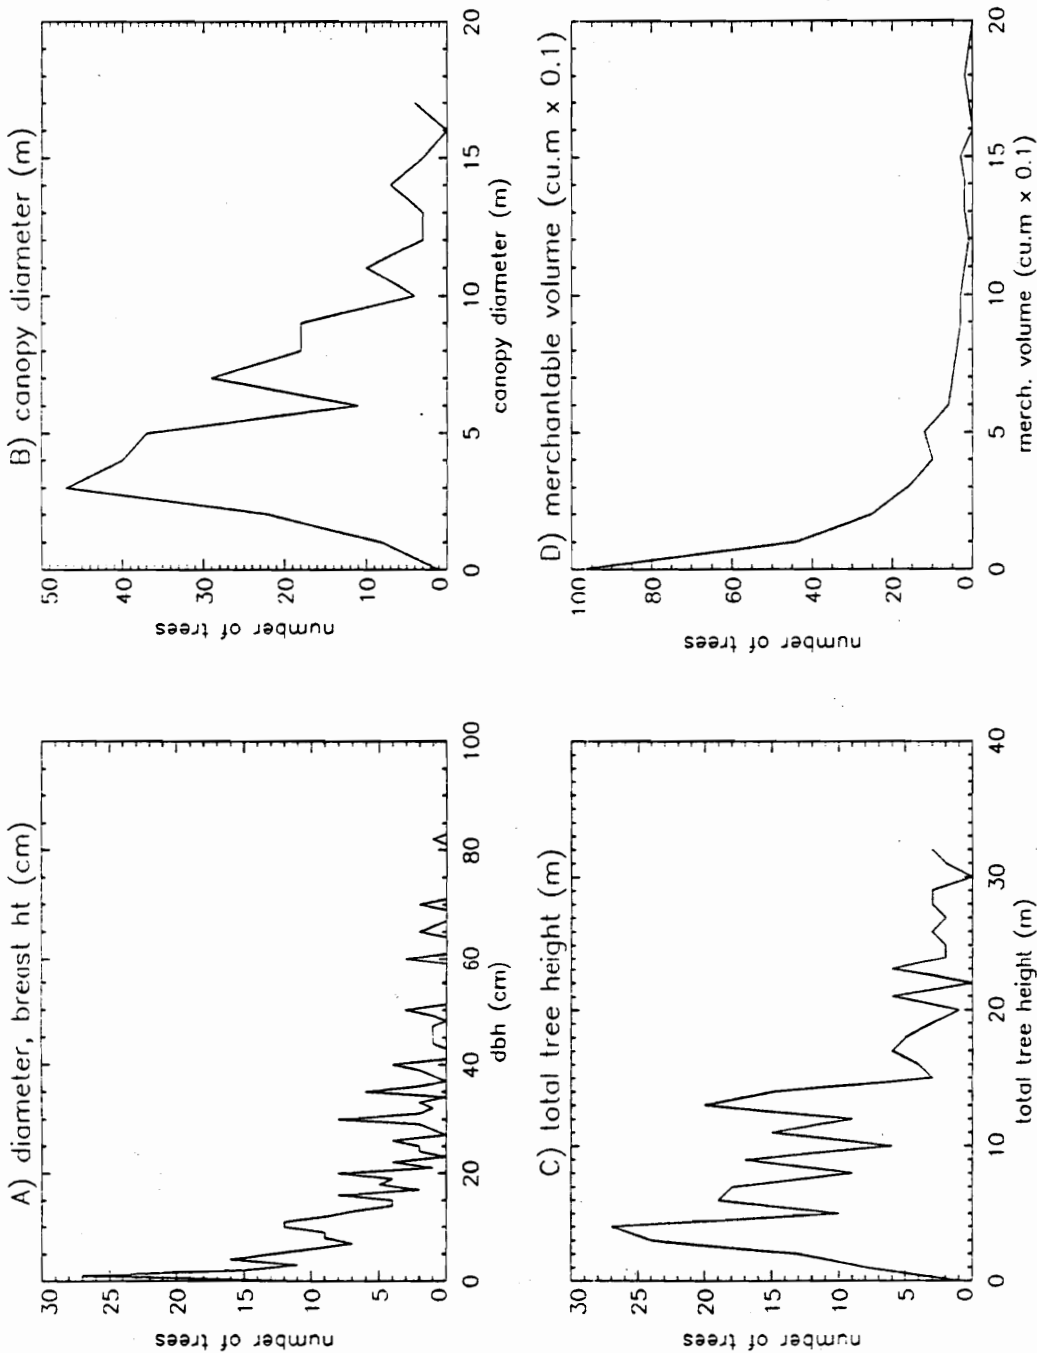 A) diameter, breast ht (cm)
30
20
10
0
number of trees
0 20 40 60 80 100
dbh (cm)
B) canopy diameter (m)
50
40
30
20
10
number of trees
0 5 10 15 20
canopy diameter (m)
C) total tree height (m)
30
25
20
15
10
5
0
number of trees
0 10 20 30 40
total tree height (m)
D) merchantable volume (cu.m x 0.1)
100
80
60
40
20
0
number of trees
0 5 10 15 20
merch. volume (cu.m x 0.1)